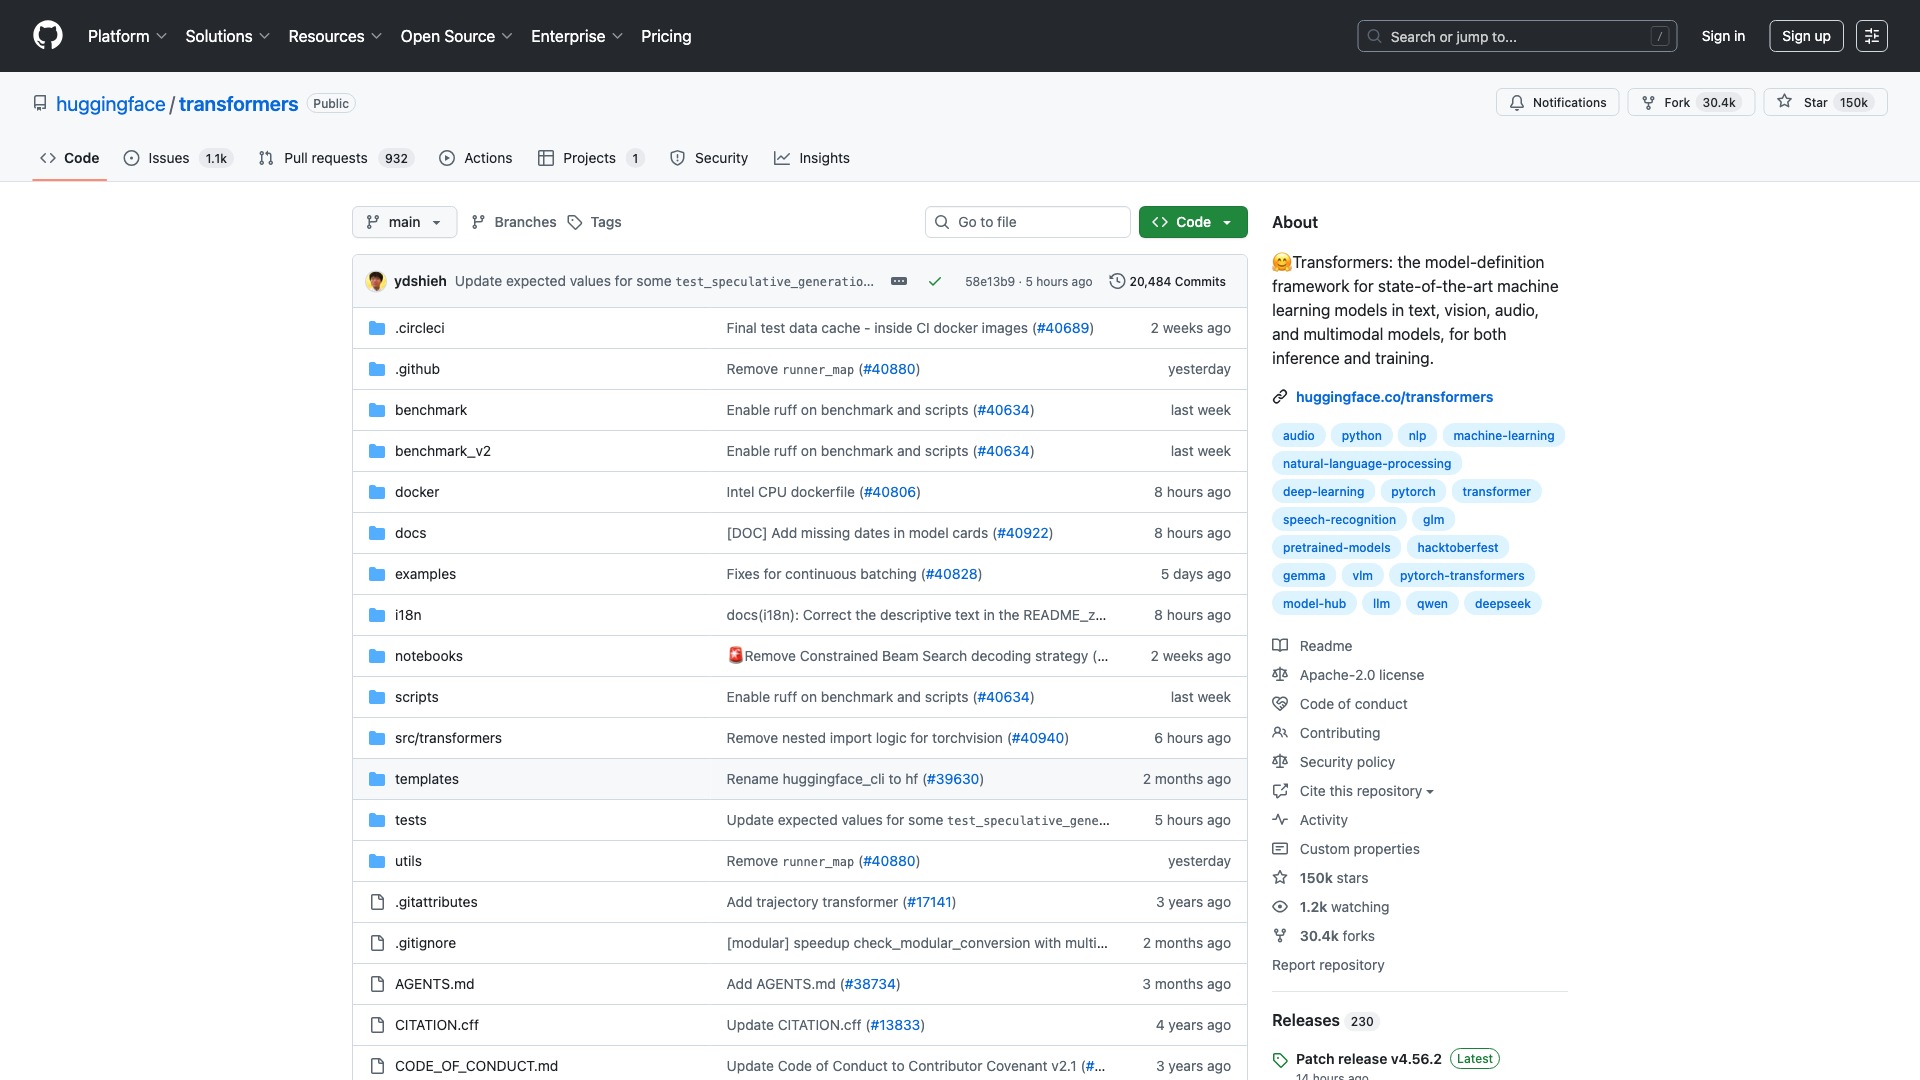 Platform Solutions Resources Open Source Enterprise Pricing Search or jump to... / Sign in Sign up
huggingface / transformers Public Notifications Fork 30.4k Star 150k
Code Issues 1.1k Pull requests 932 Actions Projects 1 Security Insights
main Branches Tags Go to file Code
ydshieh Update expected values for some test_speculative_generatio... 58e13b9 · 5 hours ago 20,484 Commits
.circleci Final test data cache - inside CI docker images (#40689) 2 weeks ago
.github Remove runner_map (#40880) yesterday
benchmark Enable ruff on benchmark and scripts (#40634) last week
benchmark_v2 Enable ruff on benchmark and scripts (#40634) last week
docker Intel CPU dockerfile (#40806) 8 hours ago
docs [DOC] Add missing dates in model cards (#40922) 8 hours ago
examples Fixes for continuous batching (#40828) 5 days ago
i18n docs(i18n): Correct the descriptive text in the README_z... 8 hours ago
notebooks 🚨Remove Constrained Beam Search decoding strategy (... 2 weeks ago
scripts Enable ruff on benchmark and scripts (#40634) last week
src/transformers Remove nested import logic for torchvision (#40940) 6 hours ago
templates Rename huggingface_cli to hf (#39630) 2 months ago
tests Update expected values for some test_speculative_gene... 5 hours ago
utils Remove runner_map (#40880) yesterday
.gitattributes Add trajectory transformer (#17141) 3 years ago
.gitignore [modular] speedup check_modular_conversion with multi... 2 months ago
AGENTS.md Add AGENTS.md (#38734) 3 months ago
CITATION.cff Update CITATION.cff (#13833) 4 years ago
CODE_OF_CONDUCT.md Update Code of Conduct to Contributor Covenant v2.1 (#... 3 years ago
About
🤗Transformers: the model-definition
framework for state-of-the-art machine
learning models in text, vision, audio,
and multimodal models, for both
inference and training.
huggingface.co/transformers
audio python nlp machine-learning
natural-language-processing
deep-learning pytorch transformer
speech-recognition glm
pretrained-models hacktoberfest
gemma vlm pytorch-transformers
model-hub llm qwen deepseek
Readme
Apache-2.0 license
Code of conduct
Contributing
Security policy
Cite this repository
Activity
Custom properties
150k stars
1.2k watching
30.4k forks
Report repository
Releases 230
Patch release v4.56.2 Latest
14 hours ago